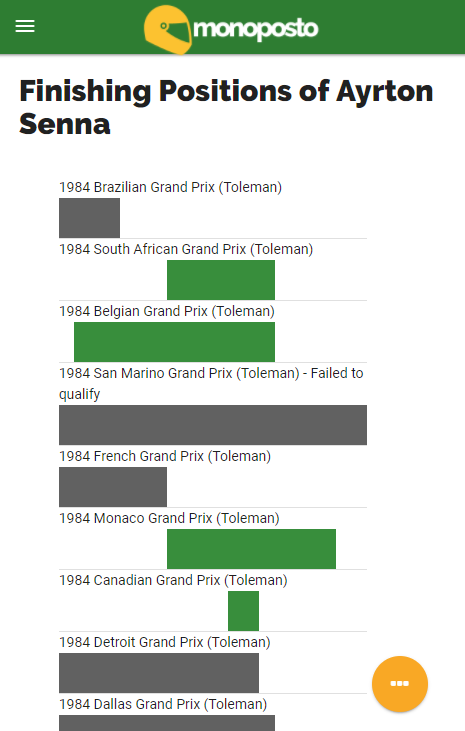 monoposto
Finishing Positions of Ayrton
Senna
1984 Brazilian Grand Prix (Toleman)
1984 South African Grand Prix (Toleman)
1984 Belgian Grand Prix (Toleman)
1984 San Marino Grand Prix (Toleman) - Failed to
qualify
1984 French Grand Prix (Toleman)
1984 Monaco Grand Prix (Toleman)
1984 Canadian Grand Prix (Toleman)
1984 Detroit Grand Prix (Toleman)
1984 Dallas Grand Prix (Toleman)